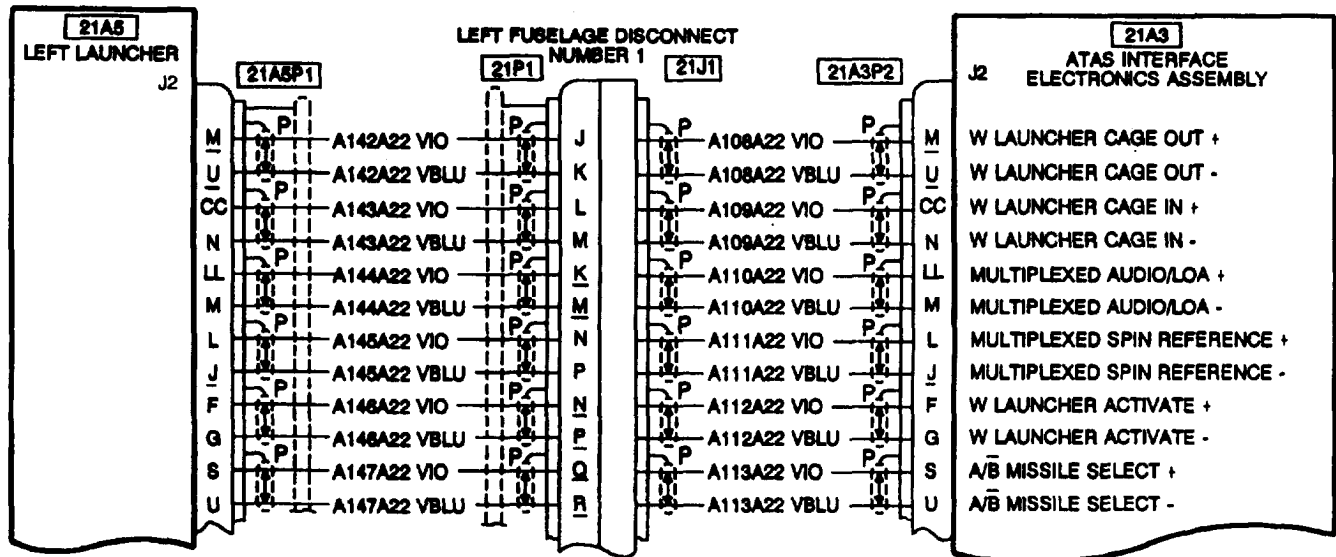 21A5
LEFT LAUNCHER
J2
21A5P1
LEFT FUSELAGE DISCONNECT
NUMBER 1
21P1
21J1
21A3P2
21A3
J2
ATAS INTERFACE
ELECTRONICS ASSEMBLY
M P A142A22 VIO P J P A108A22 VIO P M W LAUNCHER CAGE OUT +
U A142A22 VBLU K A108A22 VBLU U W LAUNCHER CAGE OUT -
CC P A143A22 VIO P L P A109A22 VIO P CC W LAUNCHER CAGE IN +
N A143A22 VBLU M A109A22 VBLU N W LAUNCHER CAGE IN -
LL P A144A22 VIO P K P A110A22 VIO P LL MULTIPLEXED AUDIO/LOA +
M A144A22 VBLU M A110A22 VBLU M MULTIPLEXED AUDIO/LOA -
L P A145A22 VIO P N P A111A22 VIO P L MULTIPLEXED SPIN REFERENCE +
J A145A22 VBLU P A111A22 VBLU J MULTIPLEXED SPIN REFERENCE -
F P A146A22 VIO P N P A112A22 VIO P F W LAUNCHER ACTIVATE +
G A146A22 VBLU P A112A22 VBLU G W LAUNCHER ACTIVATE -
S P A147A22 VIO P Q P A113A22 VIO P S A/B̅ MISSILE SELECT +
U A147A22 VBLU R A113A22 VBLU U A/B̅ MISSILE SELECT -